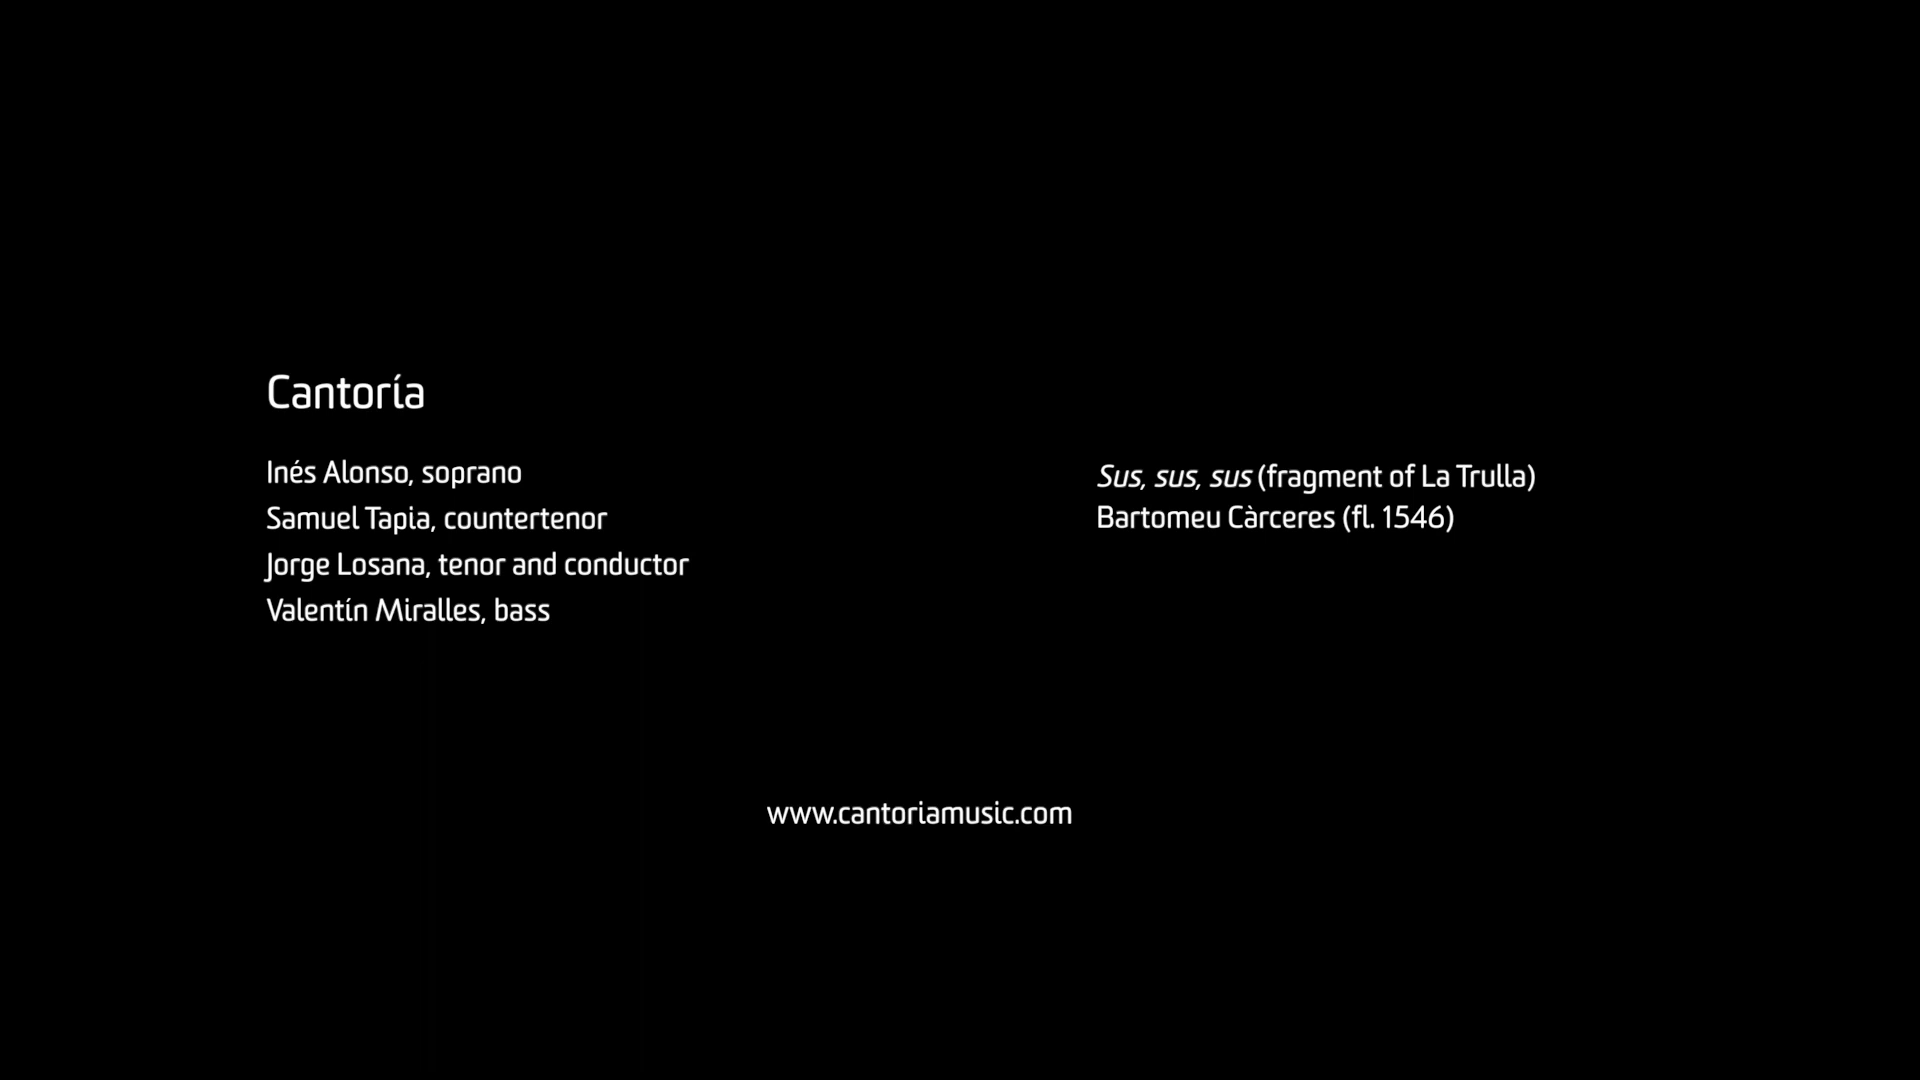 Cantoría
Inés Alonso, soprano
Samuel Tapia, countertenor
Jorge Losana, tenor and conductor
Valentín Miralles, bass
Sus, sus, sus (fragment of La Trulla)
Bartomeu Càrceres (fl. 1546)
www.cantoriamusic.com